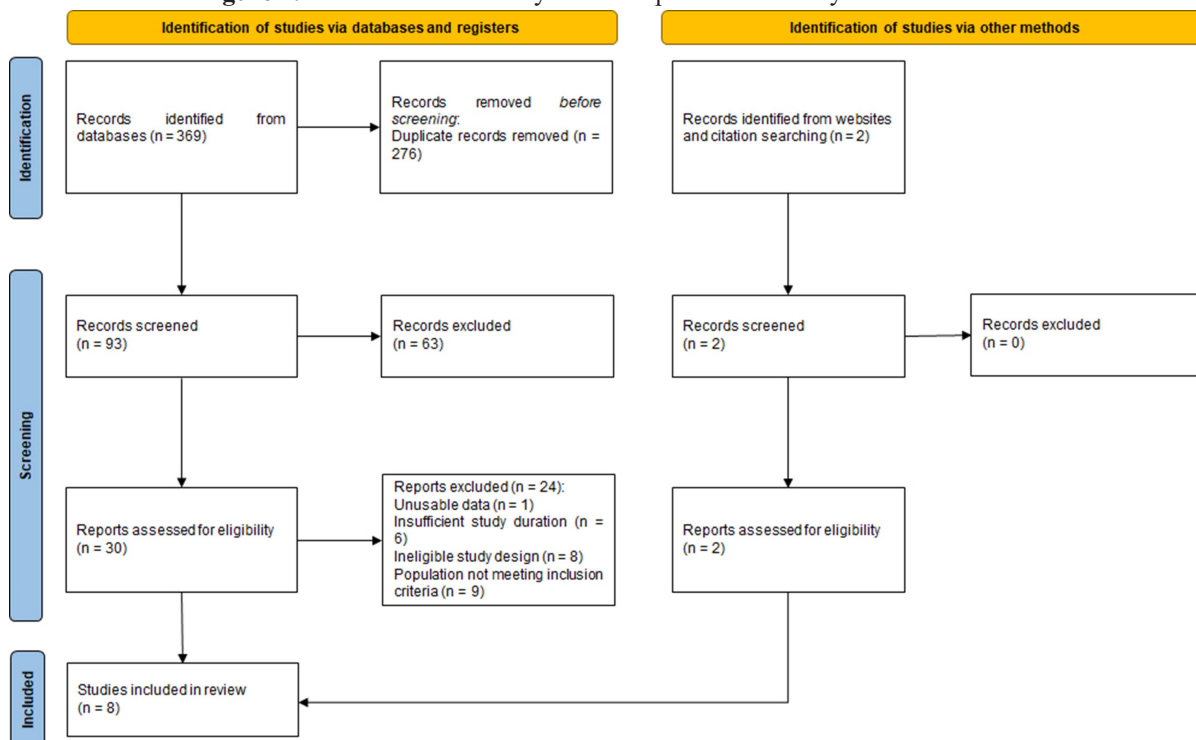 Identification of studies via databases and registers
Identification of studies via other methods
Identification
Records identified from
databases (n = 369)
Records removed before
screening:
Duplicate records removed (n =
276)
Records identified from websites
and citation searching (n = 2)
Screening
Records screened
(n = 93)
Records excluded
(n = 63)
Records screened
(n = 2)
Records excluded
(n = 0)
Reports assessed for eligibility
(n = 30)
Reports excluded (n = 24):
Unusable data (n = 1)
Insufficient study duration (n =
6)
Ineligible study design (n = 8)
Population not meeting inclusion
criteria (n = 9)
Reports assessed for eligibility
(n = 2)
Included
Studies included in review
(n = 8)